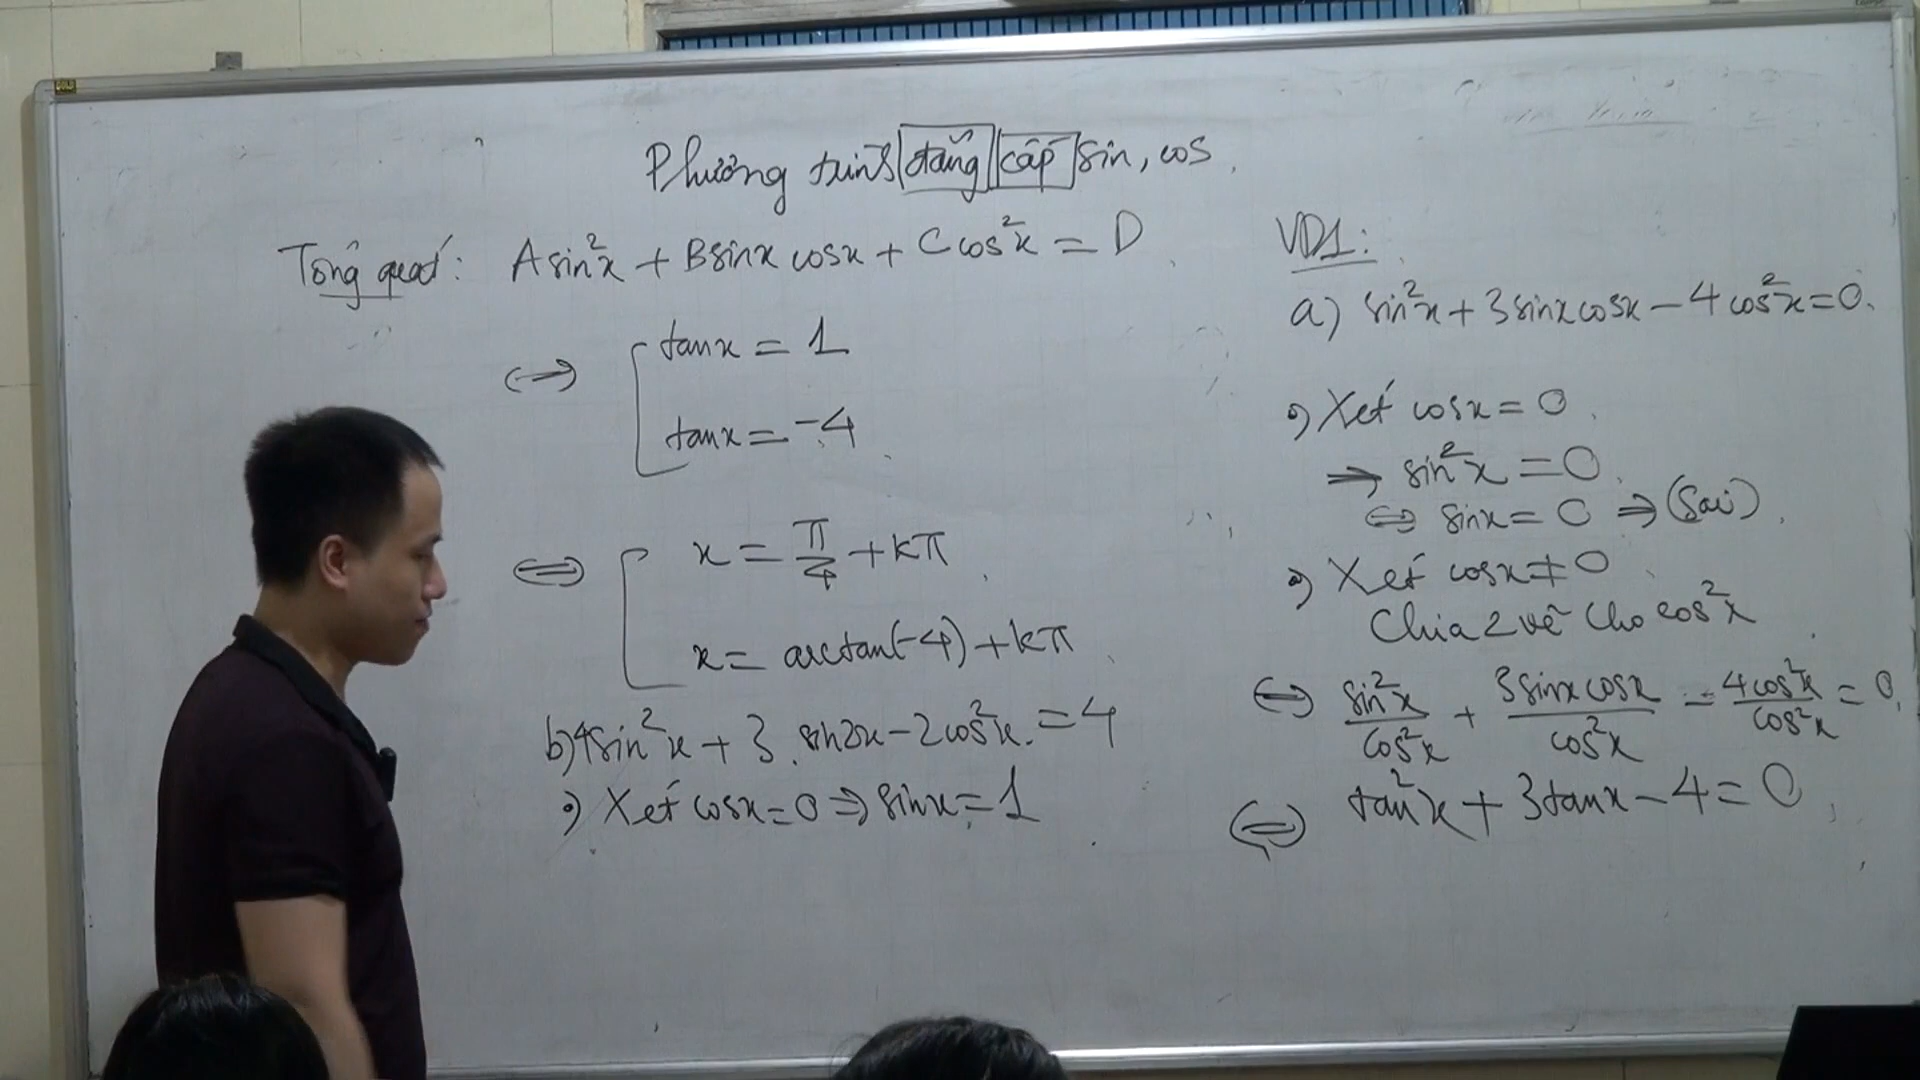 Phương trình đẳng cấp sin, cos
Tổng quát: Asin²x + Bsinx cosx + Ccos²x = D
VD1:
a) sin²x + 3sinxcosx - 4cos²x = 0.
•) Xét cosx = 0
⇒ sin²x = 0
⇔ sinx = 0 ⇒ (Sai)
•) Xét cosx ≠ 0
Chia 2 vế cho cos²x
⇔ sin²x/cos²x + 3sinxcosx/cos²x - 4cos²x/cos²x = 0
⇔ tan²x + 3tanx - 4 = 0
⇔ [ tanx = 1
tanx = -4
⇔ [ x = π/4 + kπ
x = arctan(-4) + kπ
b) 4sin²x + 3. sin2x - 2cos²x = 4
•) Xét cosx = 0 ⇒ sinx = 1